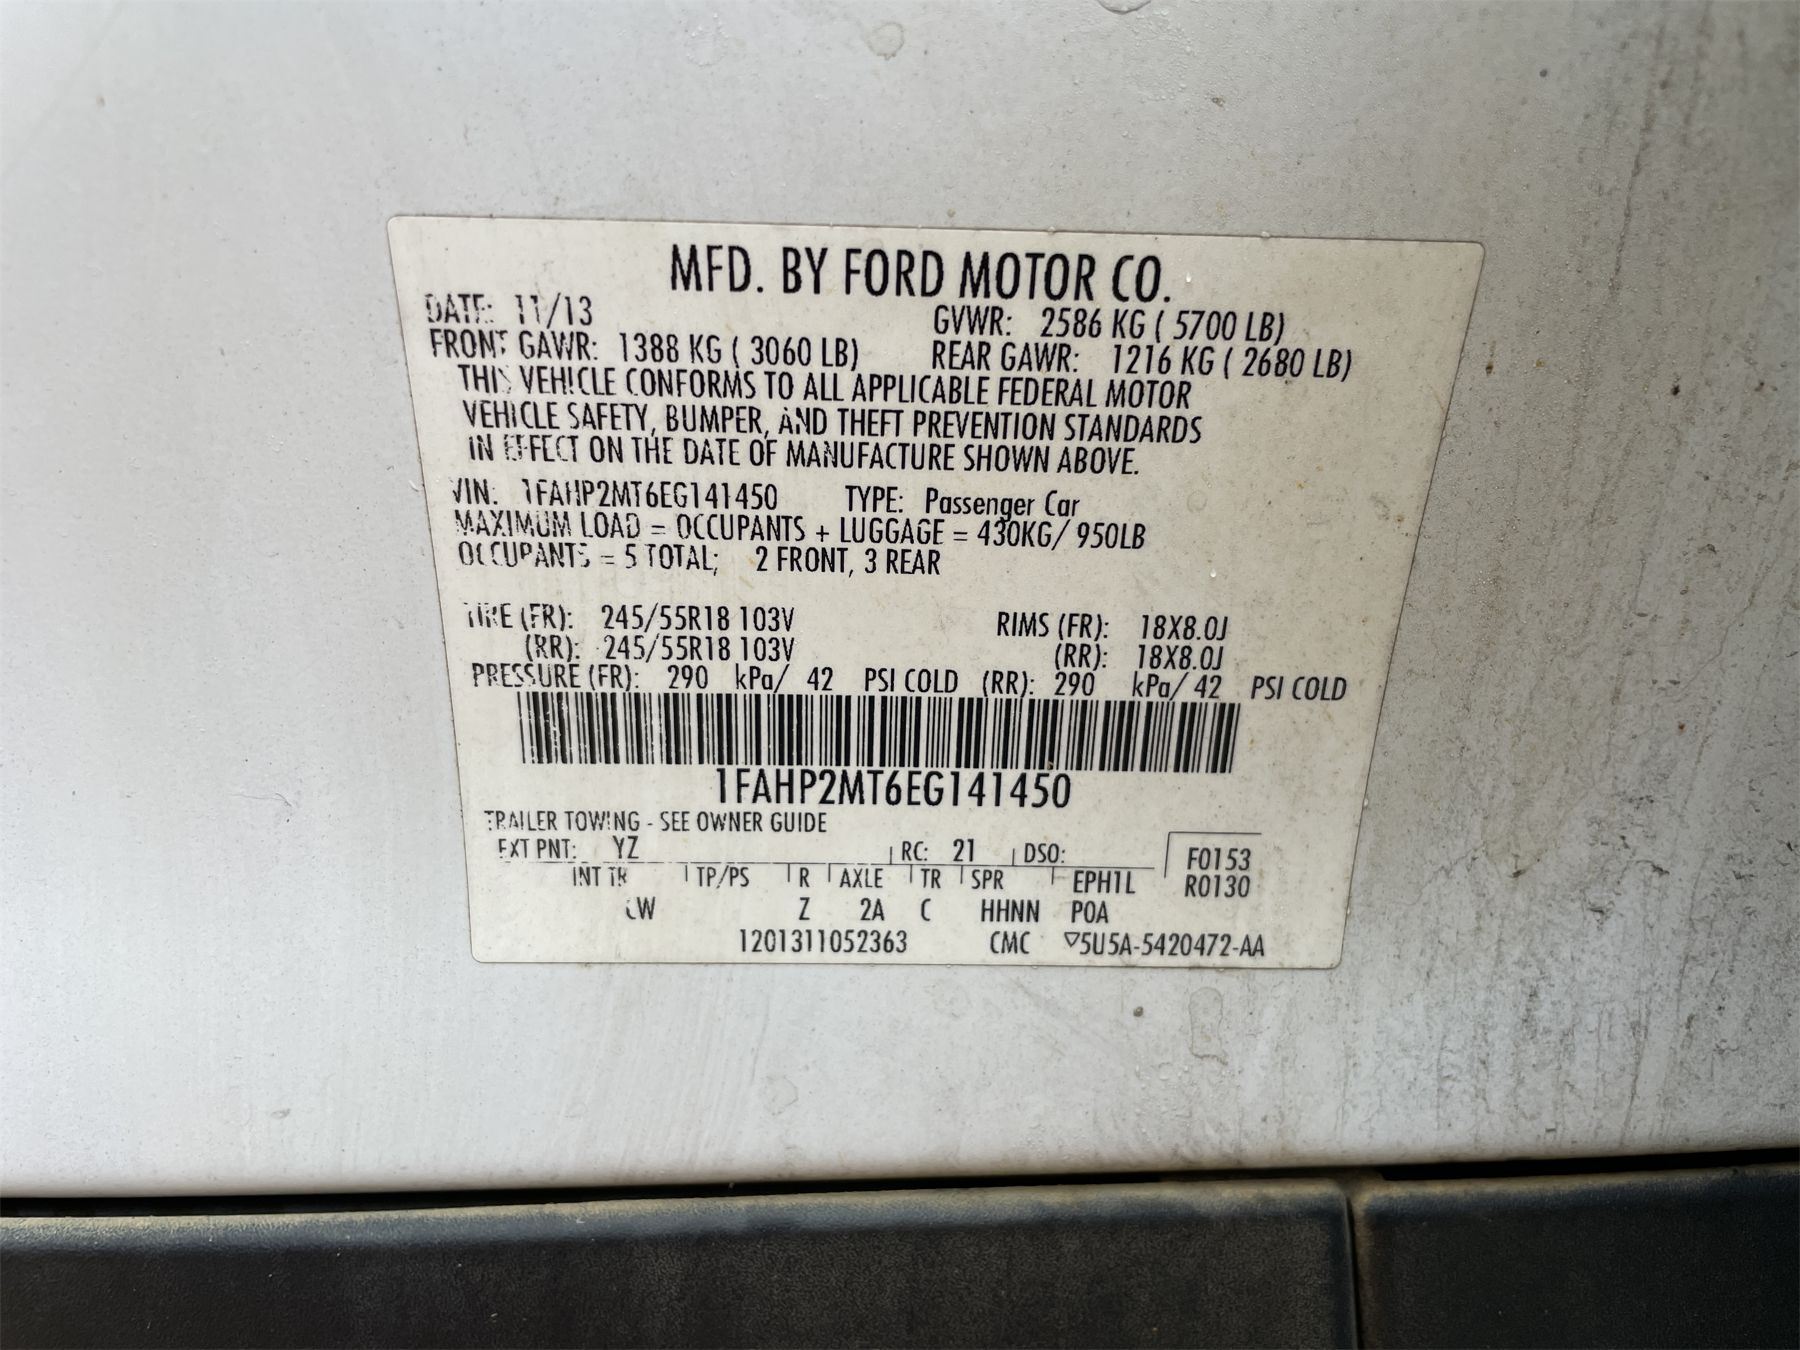 MFD. BY FORD MOTOR CO.
DATE: 11/13 GVWR: 2586 KG ( 5700 LB)
FRONT GAWR: 1388 KG ( 3060 LB) REAR GAWR: 1216 KG ( 2680 LB)
THIS VEHICLE CONFORMS TO ALL APPLICABLE FEDERAL MOTOR
VEHICLE SAFETY, BUMPER, AND THEFT PREVENTION STANDARDS
IN EFFECT ON THE DATE OF MANUFACTURE SHOWN ABOVE.
VIN: 1FAHP2MT6EG141450 TYPE: Passenger Car
MAXIMUM LOAD = OCCUPANTS + LUGGAGE = 430KG/ 950LB
OCCUPANTS = 5 TOTAL; 2 FRONT, 3 REAR
TIRE (FR): 245/55R18 103V RIMS (FR): 18X8.0J
(RR): 245/55R18 103V (RR): 18X8.0J
PRESSURE (FR): 290 kPa/ 42 PSI COLD (RR): 290 kPa/ 42 PSI COLD
1FAHP2MT6EG141450
TRAILER TOWING - SEE OWNER GUIDE
EXT PNT: YZ RC: 21 DSO: F0153
INT TR TP/PS R AXLE TR SPR EPH1L R0130
CW Z 2A C HHNN POA
1201311052363 CMC ▽5U5A-5420472-AA